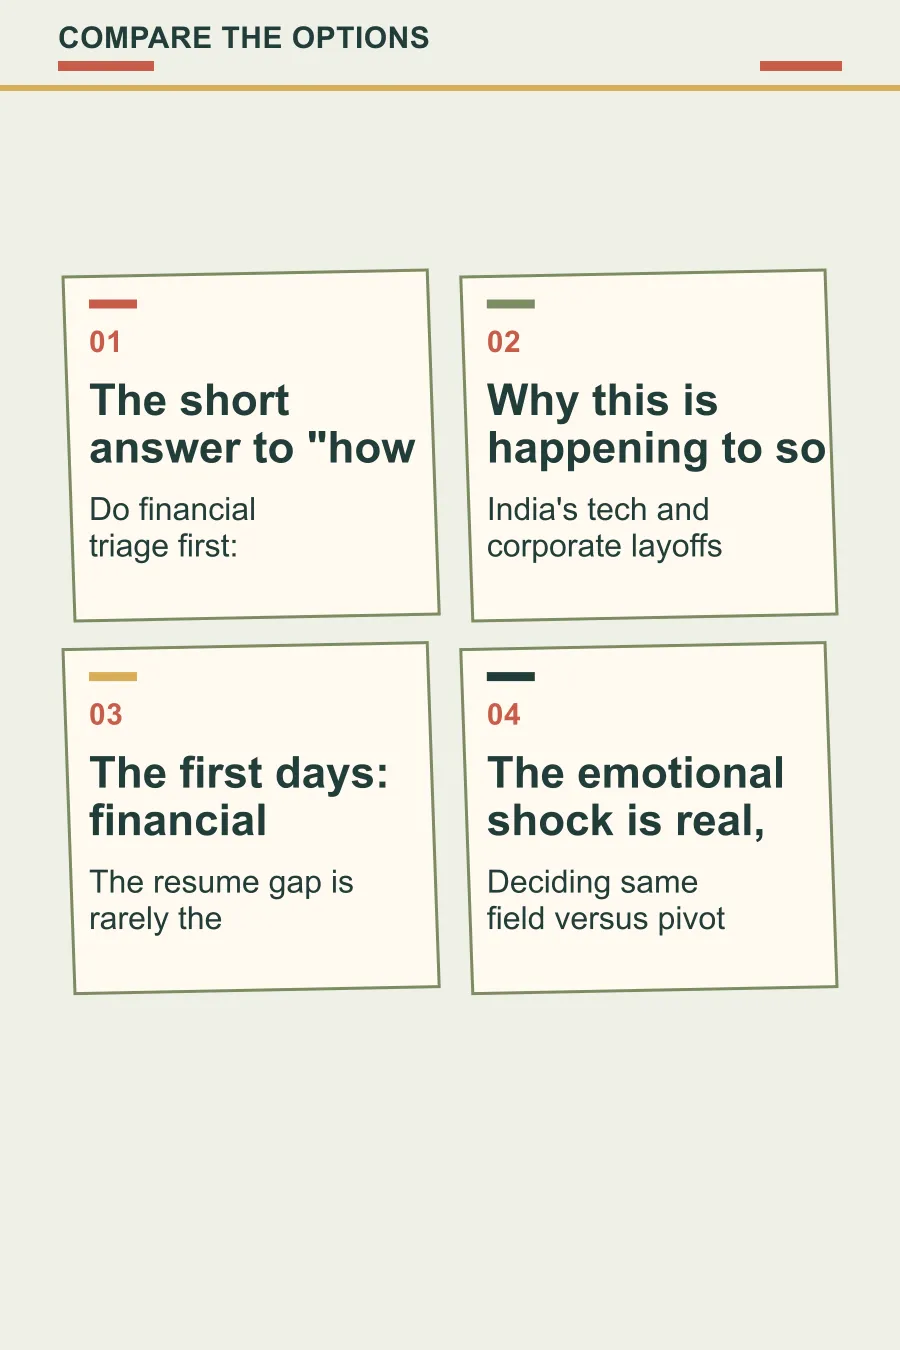 COMPARE THE OPTIONS
01
The short
answer to "how
Do financial
triage first:
02
Why this is
happening to so
India's tech and
corporate layoffs
03
The first days:
financial
The resume gap is
rarely the
04
The emotional
shock is real,
Deciding same
field versus pivot